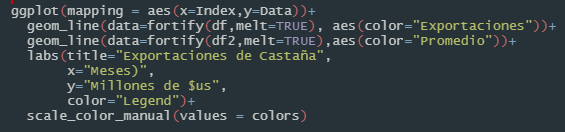 ggplot(mapping = aes(x=Index,y=Data))+
geom_line(data=fortify(df,melt=TRUE), aes(color="Exportaciones"))+
geom_line(data=fortify(df2,melt=TRUE),aes(color="Promedio"))+
labs(title="Exportaciones de Castaña",
x="Meses)",
y="Millones de $us",
color="Legend")+
scale_color_manual(values = colors)